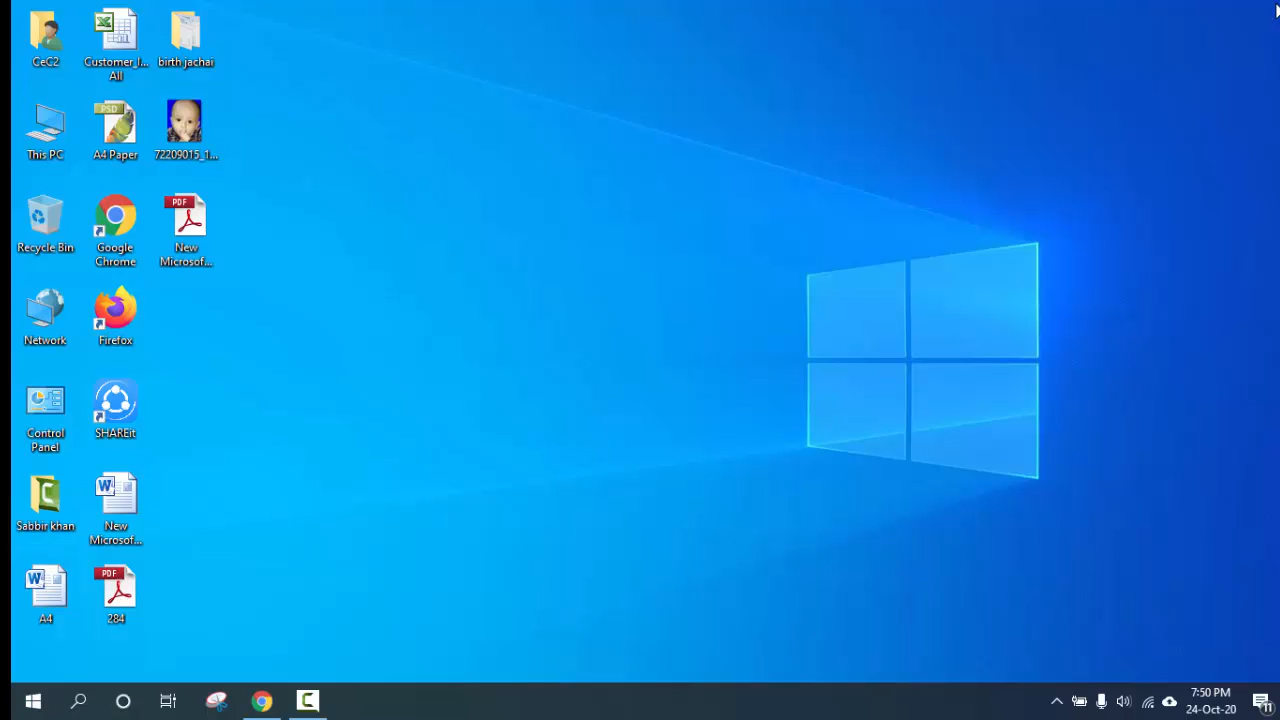 CeC2
Customer_I...
All
birth jachai
This PC
PSD
A4 Paper
72209015_1...
Recycle Bin
Google
Chrome
PDF
New
Microsof...
Network
Firefox
Control
Panel
SHAREit
Sabbir khan
New
Microsof...
A4
PDF
284
7:50 PM
24-Oct-20
11